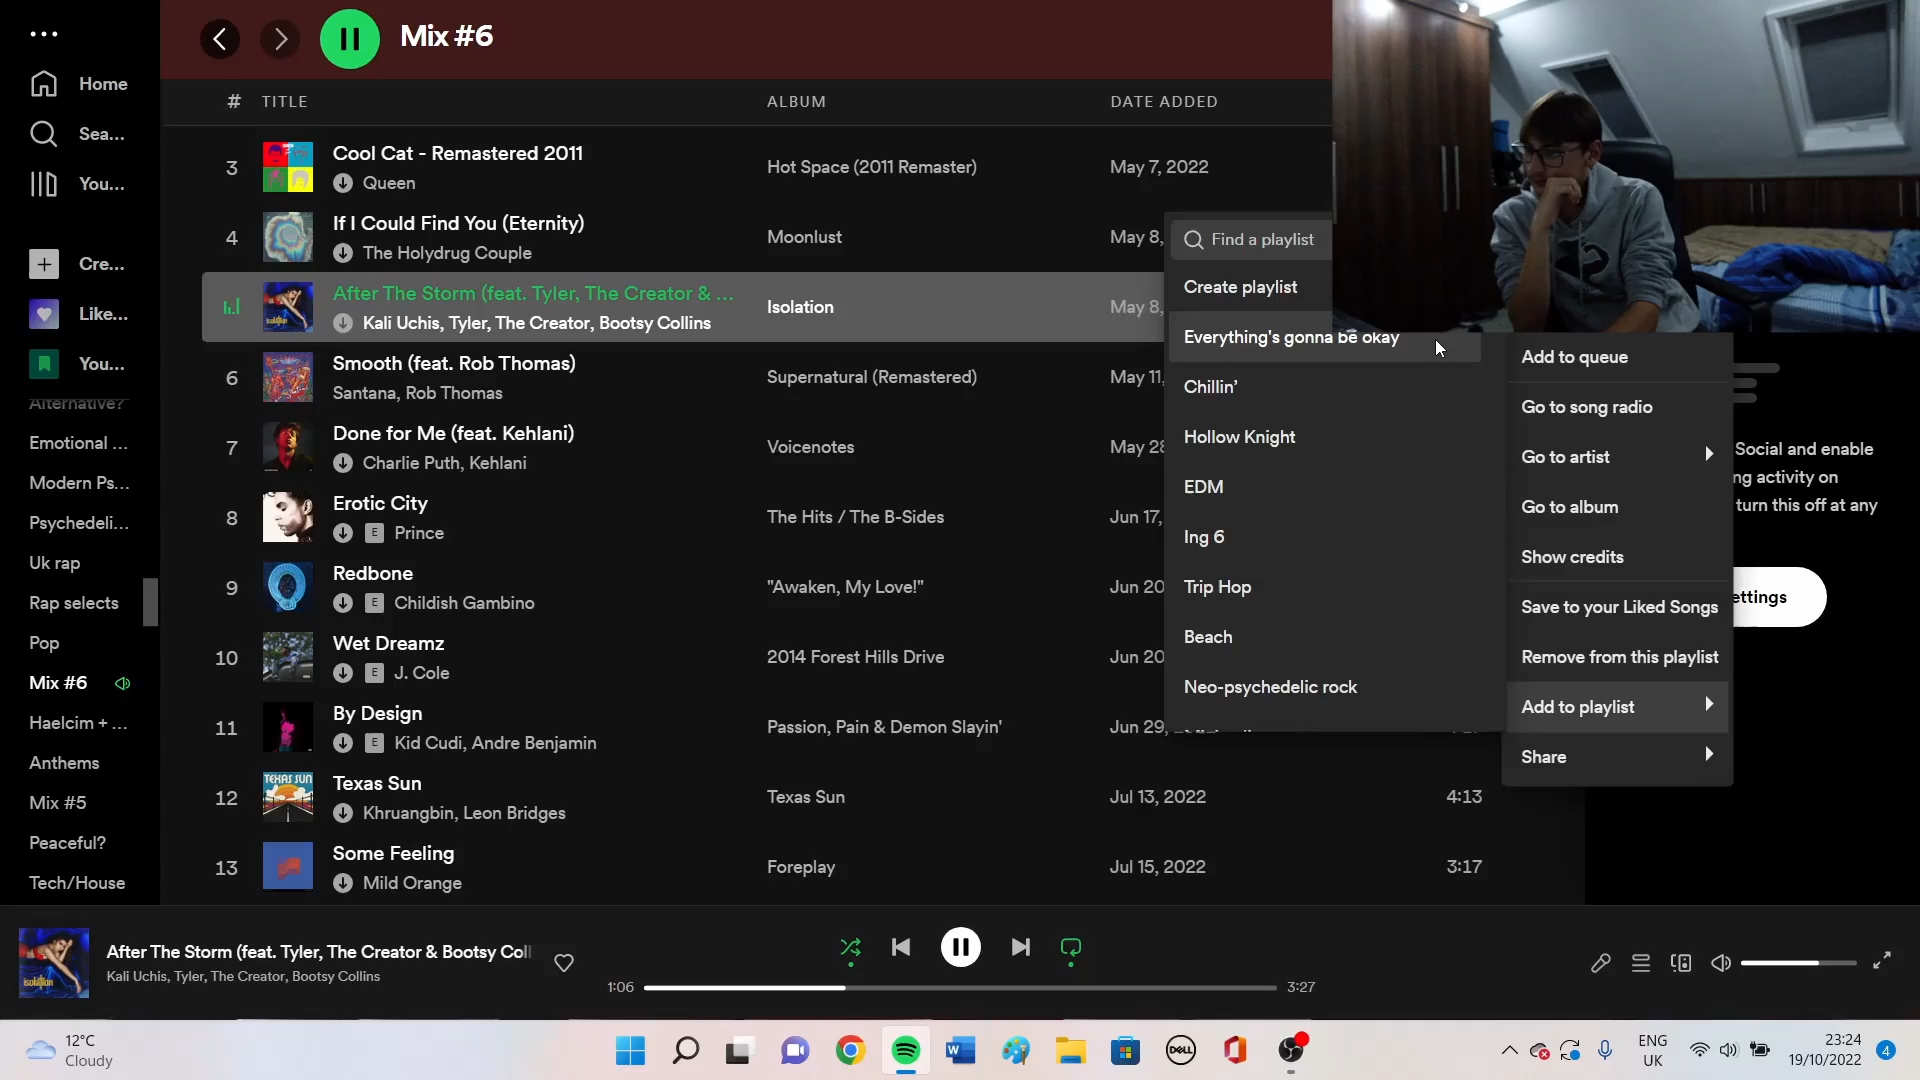 Mix #6
Home
Sea...
You...
Cre...
Like...
You...
Alternative?
Emotional ...
Modern Ps...
Psychedeli...
Uk rap
Rap selects
Pop
Mix #6
Haelcim + ...
Anthems
Mix #5
Peaceful?
Tech/House
# TITLE ALBUM DATE ADDED
3 Cool Cat - Remastered 2011 Hot Space (2011 Remaster) May 7, 2022
Queen
4 If I Could Find You (Eternity) Moonlust May 8,
The Holydrug Couple
After The Storm (feat. Tyler, The Creator & ... Isolation May 8,
Kali Uchis, Tyler, The Creator, Bootsy Collins
6 Smooth (feat. Rob Thomas) Supernatural (Remastered) May 11,
Santana, Rob Thomas
7 Done for Me (feat. Kehlani) Voicenotes May 28
Charlie Puth, Kehlani
8 Erotic City The Hits / The B-Sides Jun 17,
E Prince
9 Redbone "Awaken, My Love!" Jun 20
E Childish Gambino
10 Wet Dreamz 2014 Forest Hills Drive Jun 20
E J. Cole
11 By Design Passion, Pain & Demon Slayin' Jun 29,
E Kid Cudi, Andre Benjamin
12 Texas Sun Texas Sun Jul 13, 2022 4:13
Khruangbin, Leon Bridges
13 Some Feeling Foreplay Jul 15, 2022 3:17
Mild Orange
Find a playlist
Create playlist
Everything's gonna be okay
Chillin'
Hollow Knight
EDM
Ing 6
Trip Hop
Beach
Neo-psychedelic rock
Add to queue
Go to song radio
Go to artist
Go to album
Show credits
Save to your Liked Songs
Remove from this playlist
Add to playlist
Share
Social and enable
ng activity on
turn this off at any
ettings
After The Storm (feat. Tyler, The Creator & Bootsy Coll
Kali Uchis, Tyler, The Creator, Bootsy Collins
1:06 3:27
12°C
Cloudy
ENG
UK
23:24
19/10/2022
4